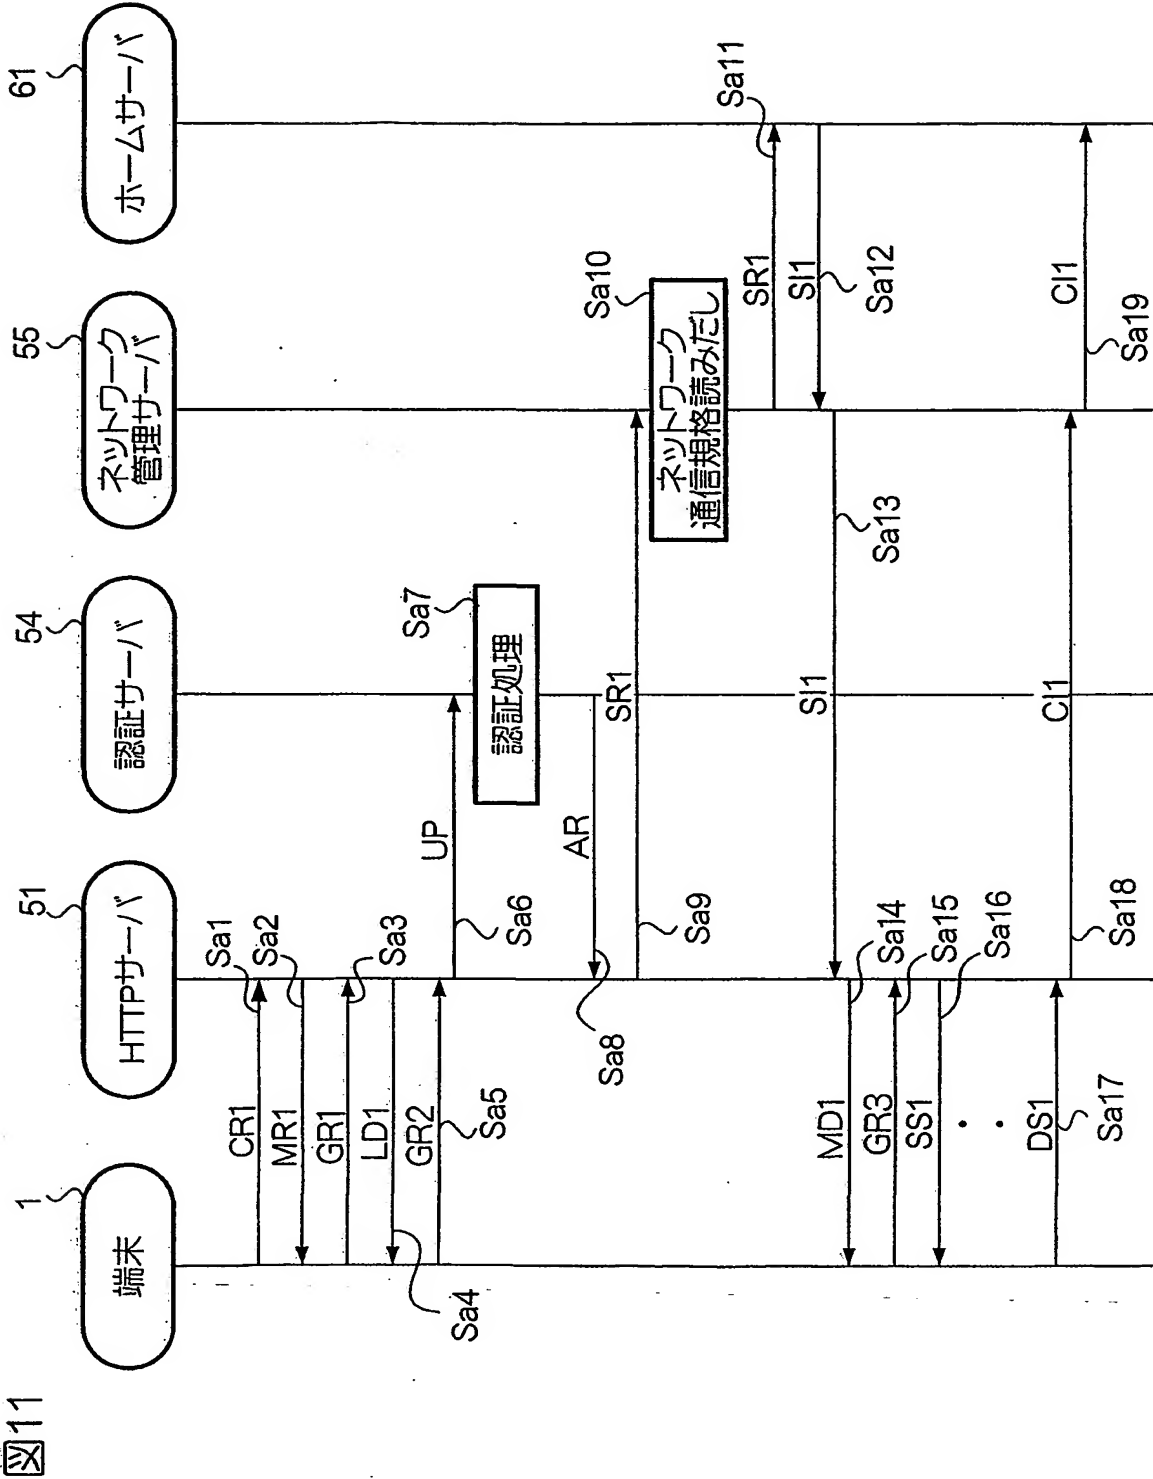 図11
端末
1
HTTPサーバ
51
認証サーバ
54
ネットワーク
管理サーバ
55
ホームサーバ
61
CR1
Sa1
MR1
Sa2
GR1
Sa3
LD1
Sa4
GR2
Sa5
UP
Sa6
認証処理
Sa7
AR
Sa8
SR1
Sa9
ネットワーク
通信規格読みだし
Sa10
SR1
Sa11
SI1
Sa12
SI1
Sa13
MD1
Sa14
GR3
Sa15
SS1
Sa16
DS1
Sa17
CI1
Sa18
CI1
Sa19